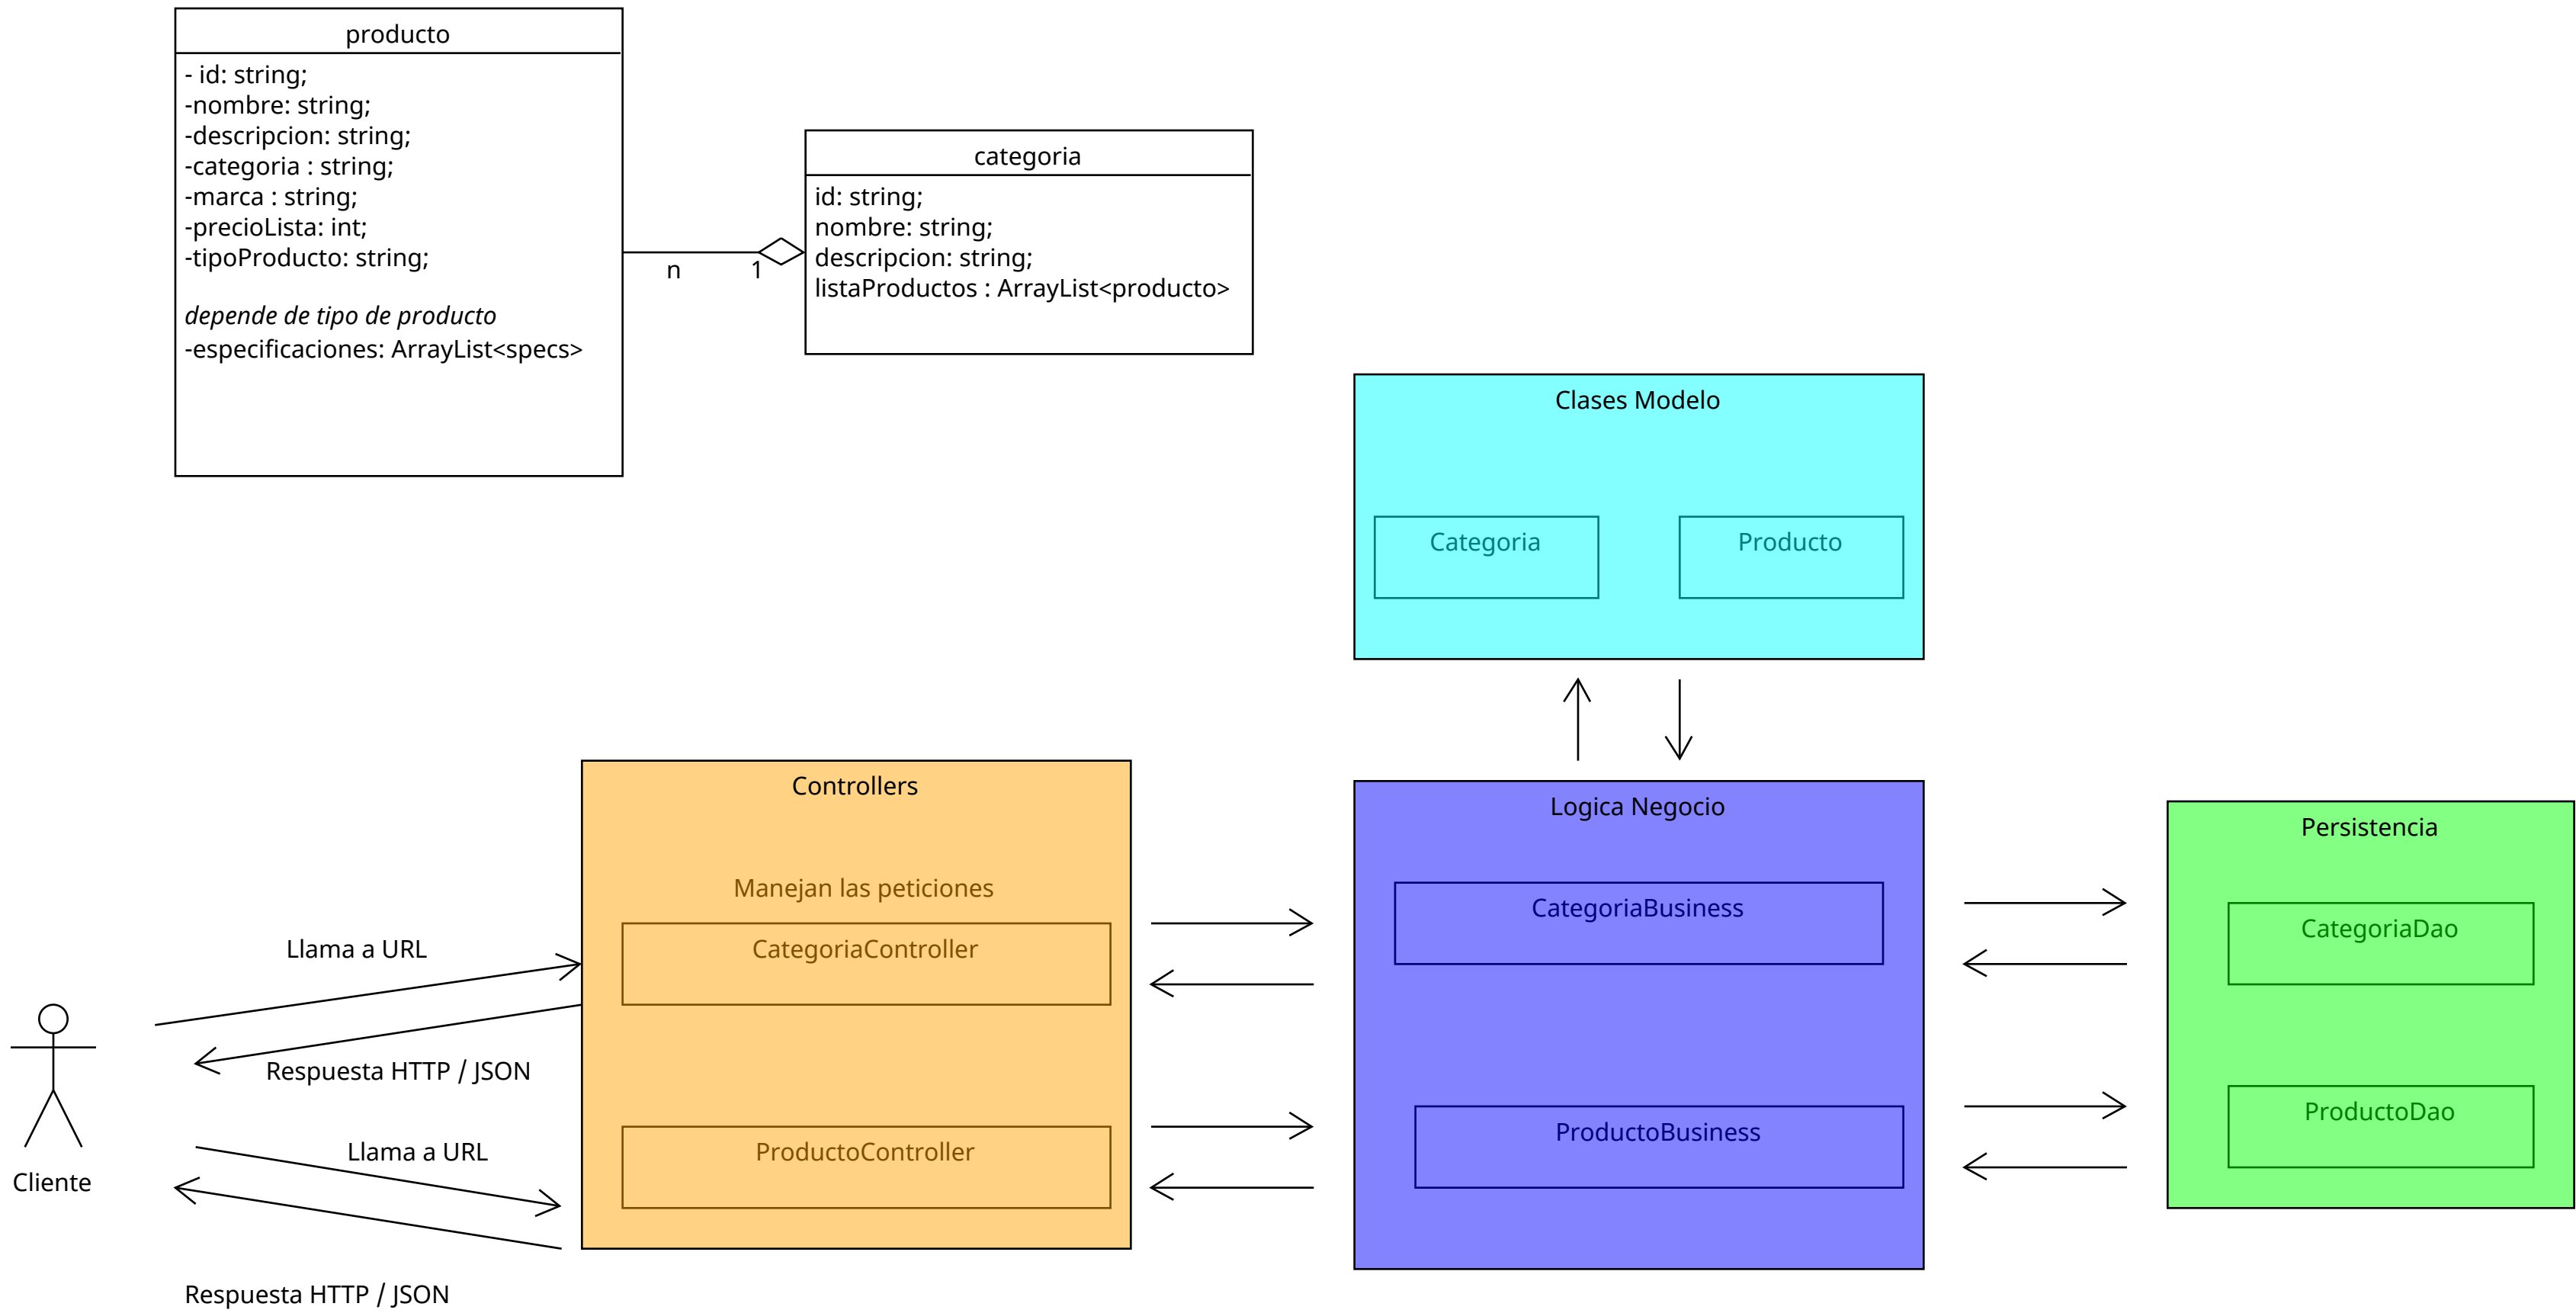 producto
- id: string;
-nombre: string;
-descripcion: string;
-categoria : string;
-marca : string;
-precioLista: int;
-tipoProducto: string;
depende de tipo de producto
-especificaciones: ArrayList<specs>
n
1
categoria
id: string;
nombre: string;
descripcion: string;
listaProductos : ArrayList<producto>
Clases Modelo
Categoria
Producto
Controllers
Manejan las peticiones
CategoriaController
ProductoController
Logica Negocio
CategoriaBusiness
ProductoBusiness
Persistencia
CategoriaDao
ProductoDao
Llama a URL
Respuesta HTTP / JSON
Llama a URL
Cliente
Respuesta HTTP / JSON